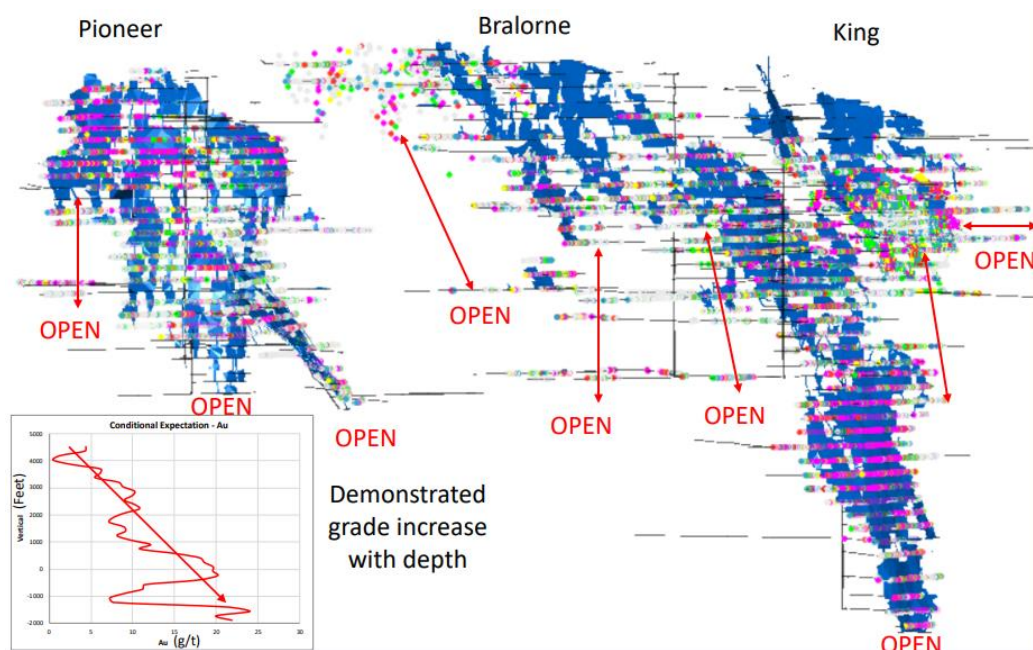 Pioneer
Bralorne
King
OPEN
OPEN
OPEN
OPEN
OPEN
OPEN
OPEN
OPEN
Demonstrated
grade increase
with depth
Conditional Expectation - Au
Vertical (Feet)
5000
4000
3000
2000
1000
0
-1000
-2000
0 5 10 15 20 25 30
Au (g/t)